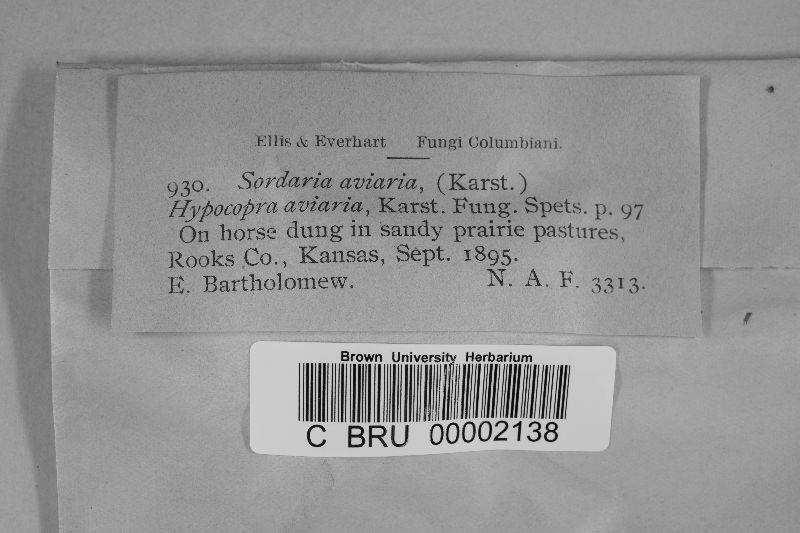 Ellis & Everhart Fungi Columbiani.
930. Sordaria aviaria, (Karst.)
Hypocopra aviaria, Karst. Fung. Spets. p. 97
On horse dung in sandy prairie pastures,
Rooks Co., Kansas, Sept. 1895.
E. Bartholomew. N. A. F. 3313.
Brown University Herbarium
C BRU 00002138